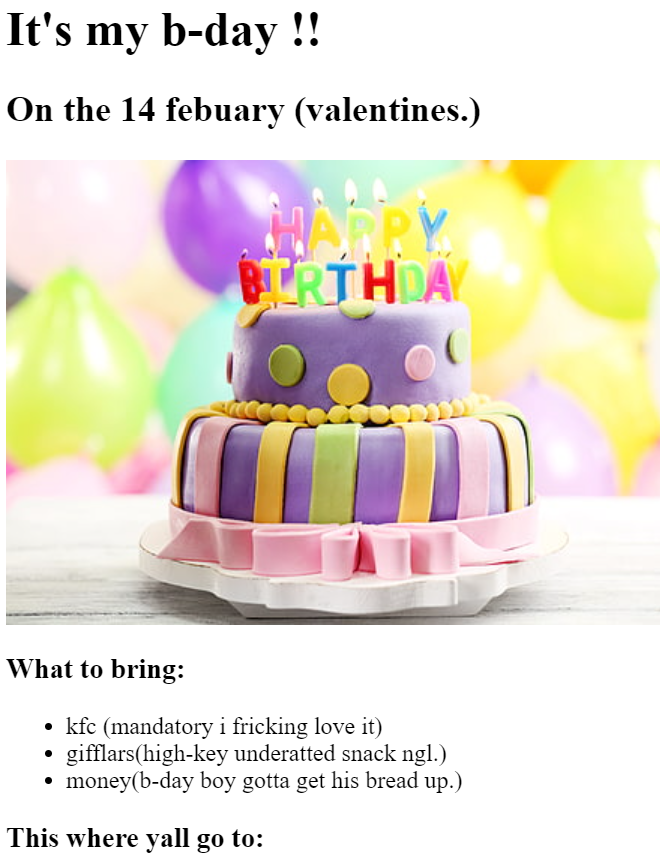 It's my b-day !!
On the 14 febuary (valentines.)
HAPPY
BIRTHDAY
What to bring:
kfc (mandatory i fricking love it)
gifflars(high-key underatted snack ngl.)
money(b-day boy gotta get his bread up.)
This where yall go to: